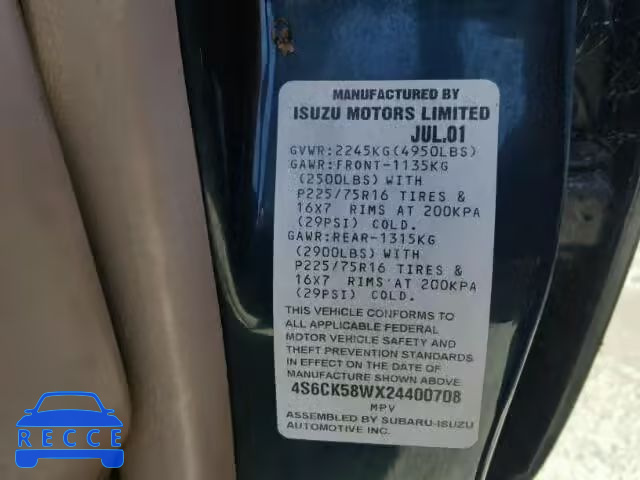 MANUFACTURED BY
ISUZU MOTORS LIMITED
JUL.01
GVWR:2245KG(4950LBS)
GAWR:FRONT-1135KG
(2500LBS) WITH
P225/75R16 TIRES &
16X7 RIMS AT 200KPA
(29PSI) COLD.
GAWR:REAR-1315KG
(2900LBS) WITH
P225/75R16 TIRES &
16X7 RIMS AT 200KPA
(29PSI) COLD.
THIS VEHICLE CONFORMS TO
ALL APPLICABLE FEDERAL
MOTOR VEHICLE SAFETY AND
THEFT PREVENTION STANDARDS
IN EFFECT ON THE DATE OF
MANUFACTURE SHOWN ABOVE
4S6CK58WX24400708
MPV
ASSEMBLED BY SUBARU-ISUZU
AUTOMOTIVE INC.
RECCE